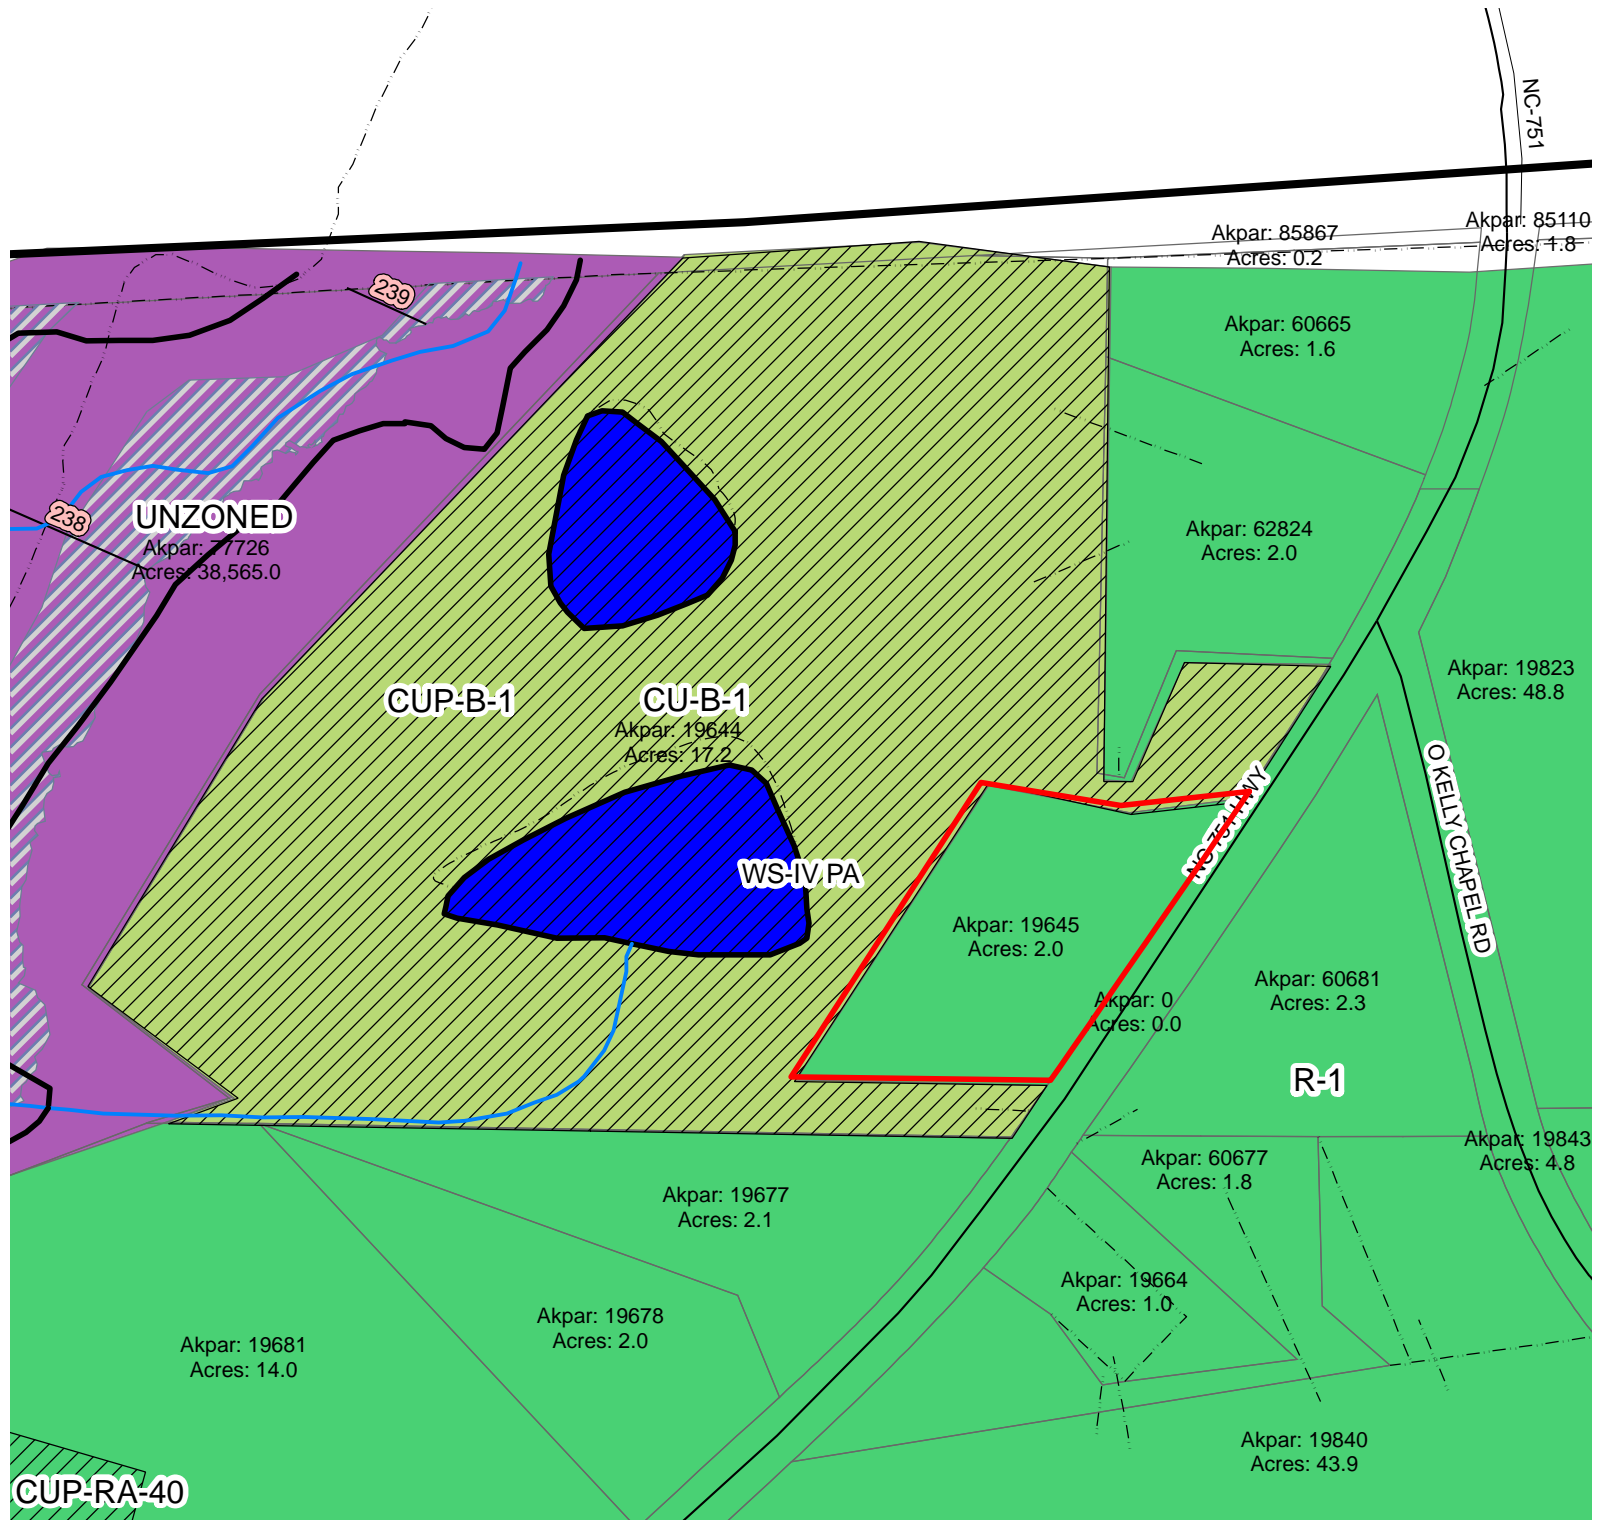 NC-751
Akpar: 85867
Acres: 0.2
Akpar: 85110
Acres: 1.8
239
Akpar: 60665
Acres: 1.6
238
UNZONED
Akpar: 77726
Acres: 38,565.0
Akpar: 62824
Acres: 2.0
CUP-B-1
CU-B-1
Akpar: 19644
Acres: 17.2
Akpar: 19823
Acres: 48.8
NC 751 HWY
O KELLY CHAPEL RD
WS-IV PA
Akpar: 19645
Acres: 2.0
Akpar: 0
Acres: 0.0
Akpar: 60681
Acres: 2.3
R-1
Akpar: 19843
Acres: 4.8
Akpar: 60677
Acres: 1.8
Akpar: 19677
Acres: 2.1
Akpar: 19664
Acres: 1.0
Akpar: 19678
Acres: 2.0
Akpar: 19681
Acres: 14.0
Akpar: 19840
Acres: 43.9
CUP-RA-40